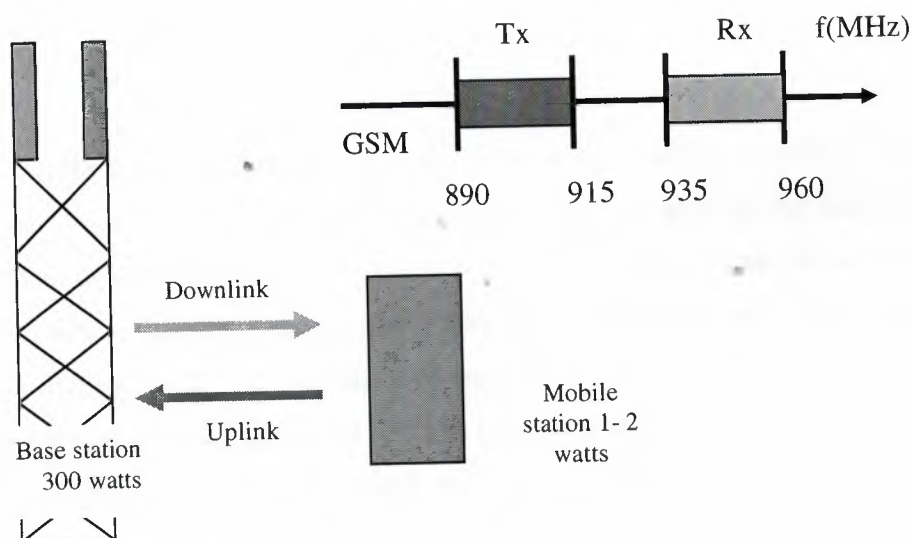 Tx Rx f(MHz)
GSM
890 915 935 960
Downlink
Uplink
Base station
300 watts
Mobile
station 1- 2
watts